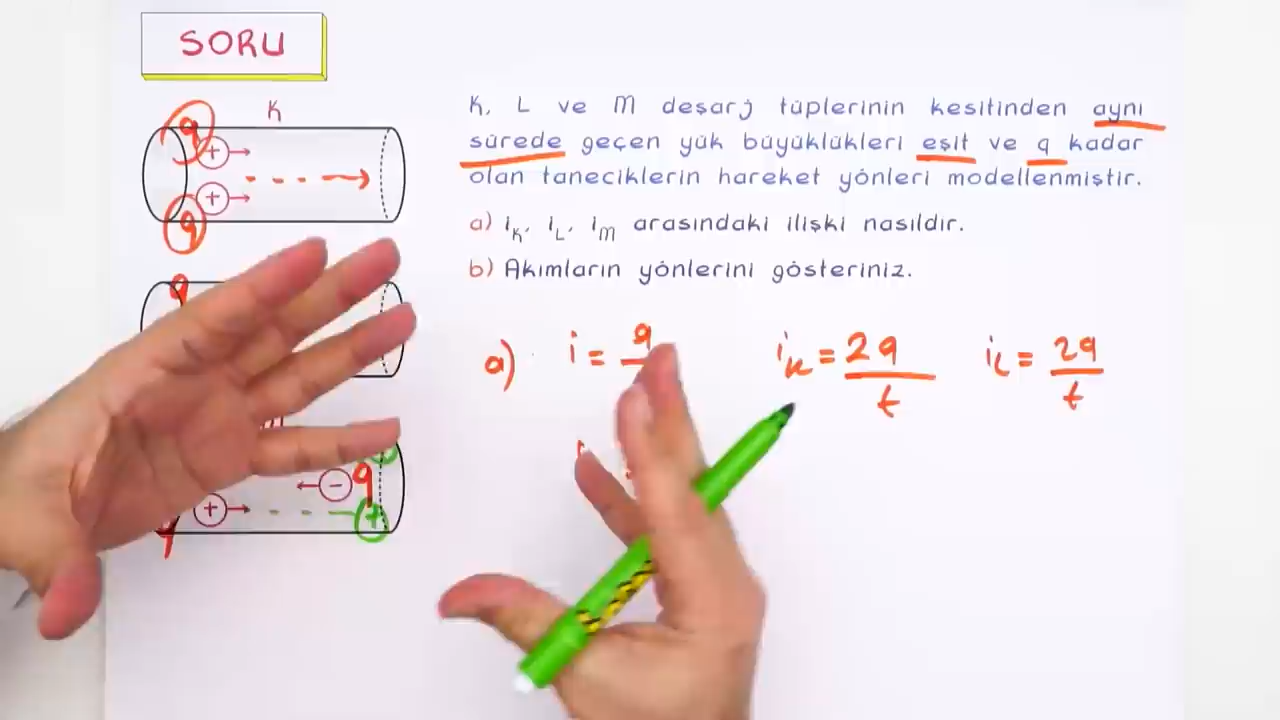 SORU
K
q
+
+
q
q
- q
+ +
K, L ve M deşarj tüplerinin kesitinden aynı
sürede geçen yük büyüklükleri eşit ve q kadar
olan taneciklerin hareket yönleri modellenmiştir.
a) iK, iL, iM arasındaki ilişki nasıldır.
b) Akımların yönlerini gösteriniz.
a) i = q
iK = 2q
t
iL = 2q
t